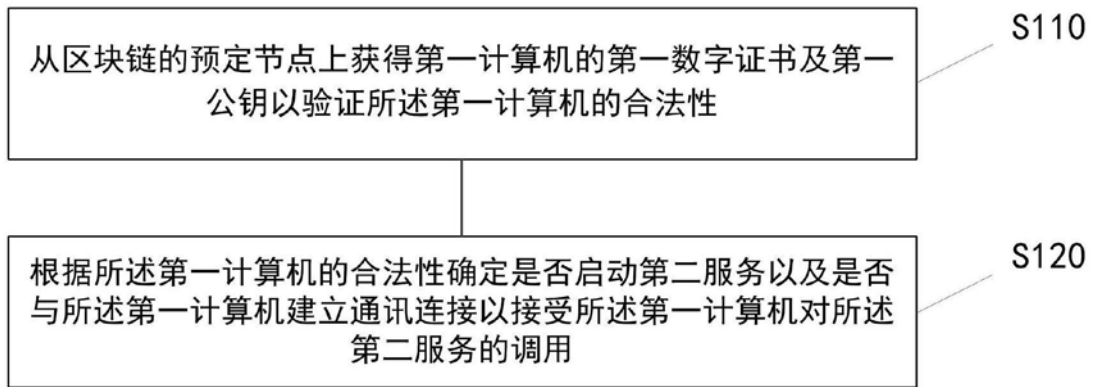 从区块链的预定节点上获得第一计算机的第一数字证书及第一
公钥以验证所述第一计算机的合法性
S110
根据所述第一计算机的合法性确定是否启动第二服务以及是否
与所述第一计算机建立通讯连接以接受所述第一计算机对所述
第二服务的调用
S120